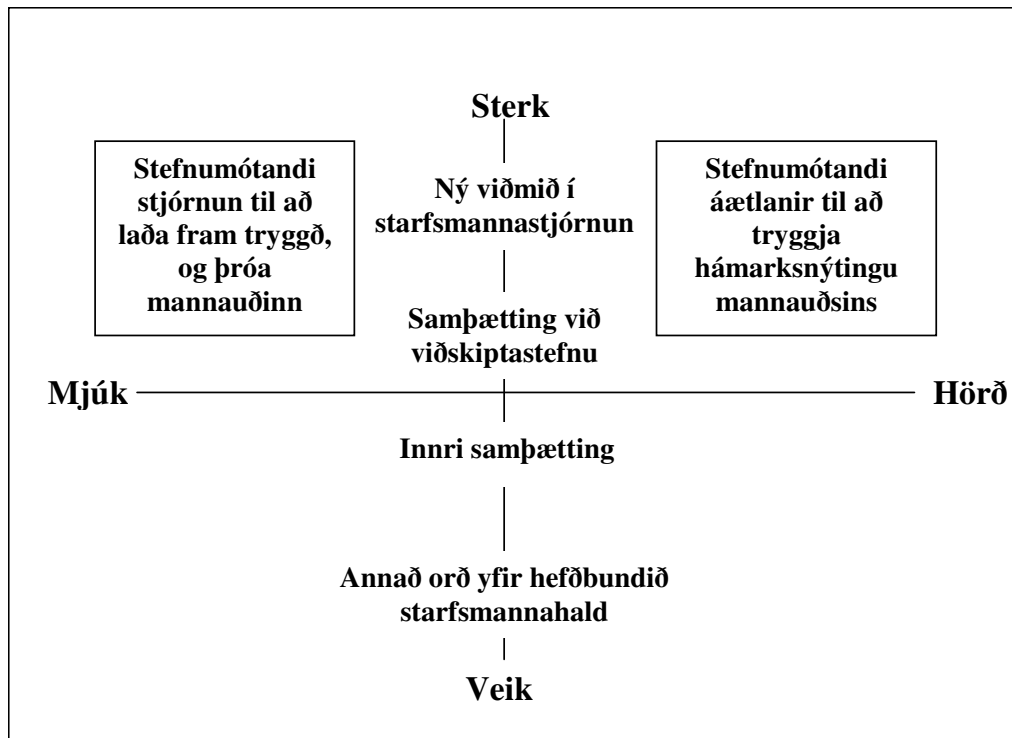 Sterk
Stefnumótandi
stjórnun til að
laða fram tryggð,
og þróa
mannauðinn
Ný viðmið í
starfsmannastjórnun
Stefnumótandi
áætlanir til að
tryggja
hámarksnýtingu
mannauðsins
Samþætting við
viðskiptastefnu
Mjúk
Hörð
Innri samþætting
Annað orð yfir hefðbundið
starfsmannahald
Veik